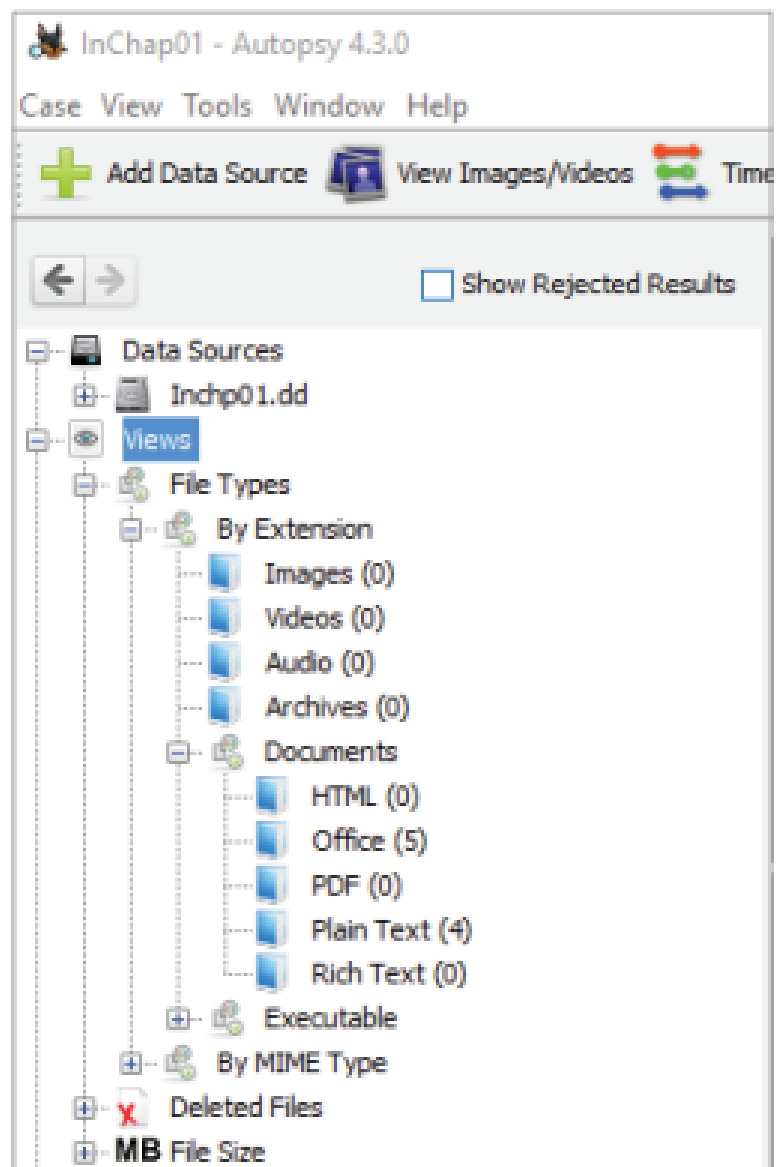 InChap01 - Autopsy 4.3.0
Case View Tools Window Help
Add Data Source View Images/Videos Time
Show Rejected Results
Data Sources
Inchp01.dd
Views
File Types
By Extension
Images (0)
Videos (0)
Audio (0)
Archives (0)
Documents
HTML (0)
Office (5)
PDF (0)
Plain Text (4)
Rich Text (0)
Executable
By MIME Type
Deleted Files
MB File Size